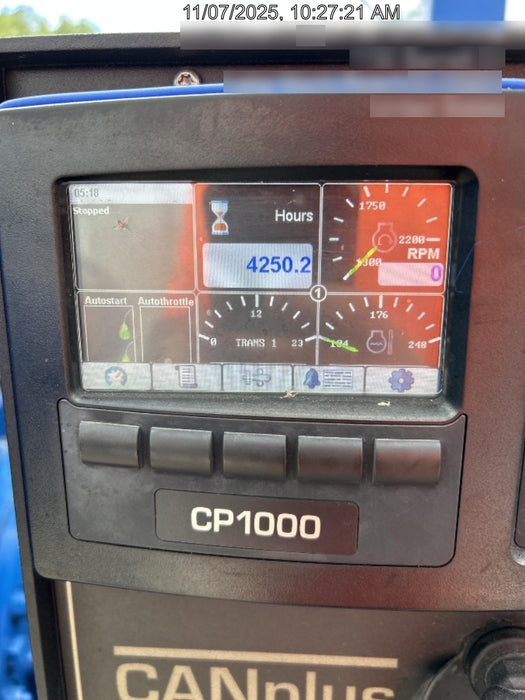 11/07/2025, 10:27:21 AM
05:18
Stopped
Hours
4250.2
1750
2200
1300
RPM
0
1
Autostart Autothrottle
12
0 TRANS 1 23
176
104 248
CP1000
CANplus